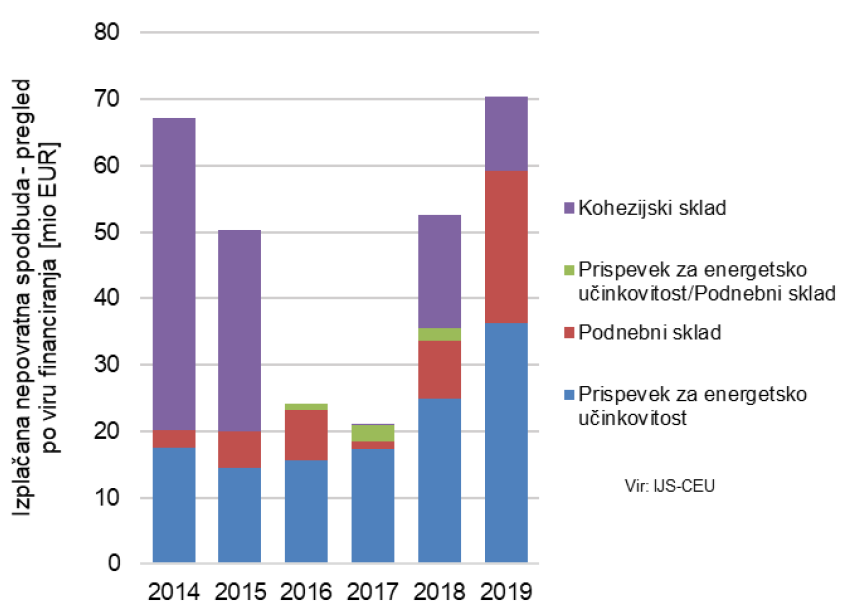 Izplačana nepovratna spodbuda - pregled
po viru financiranja [mio EUR]
80
70
60
50
40
30
20
10
0
2014 2015 2016 2017 2018 2019
Kohezijski sklad
Prispevek za energetsko
učinkovitost/Podnebni sklad
Podnebni sklad
Prispevek za energetsko
učinkovitost
Vir: IJS-CEU